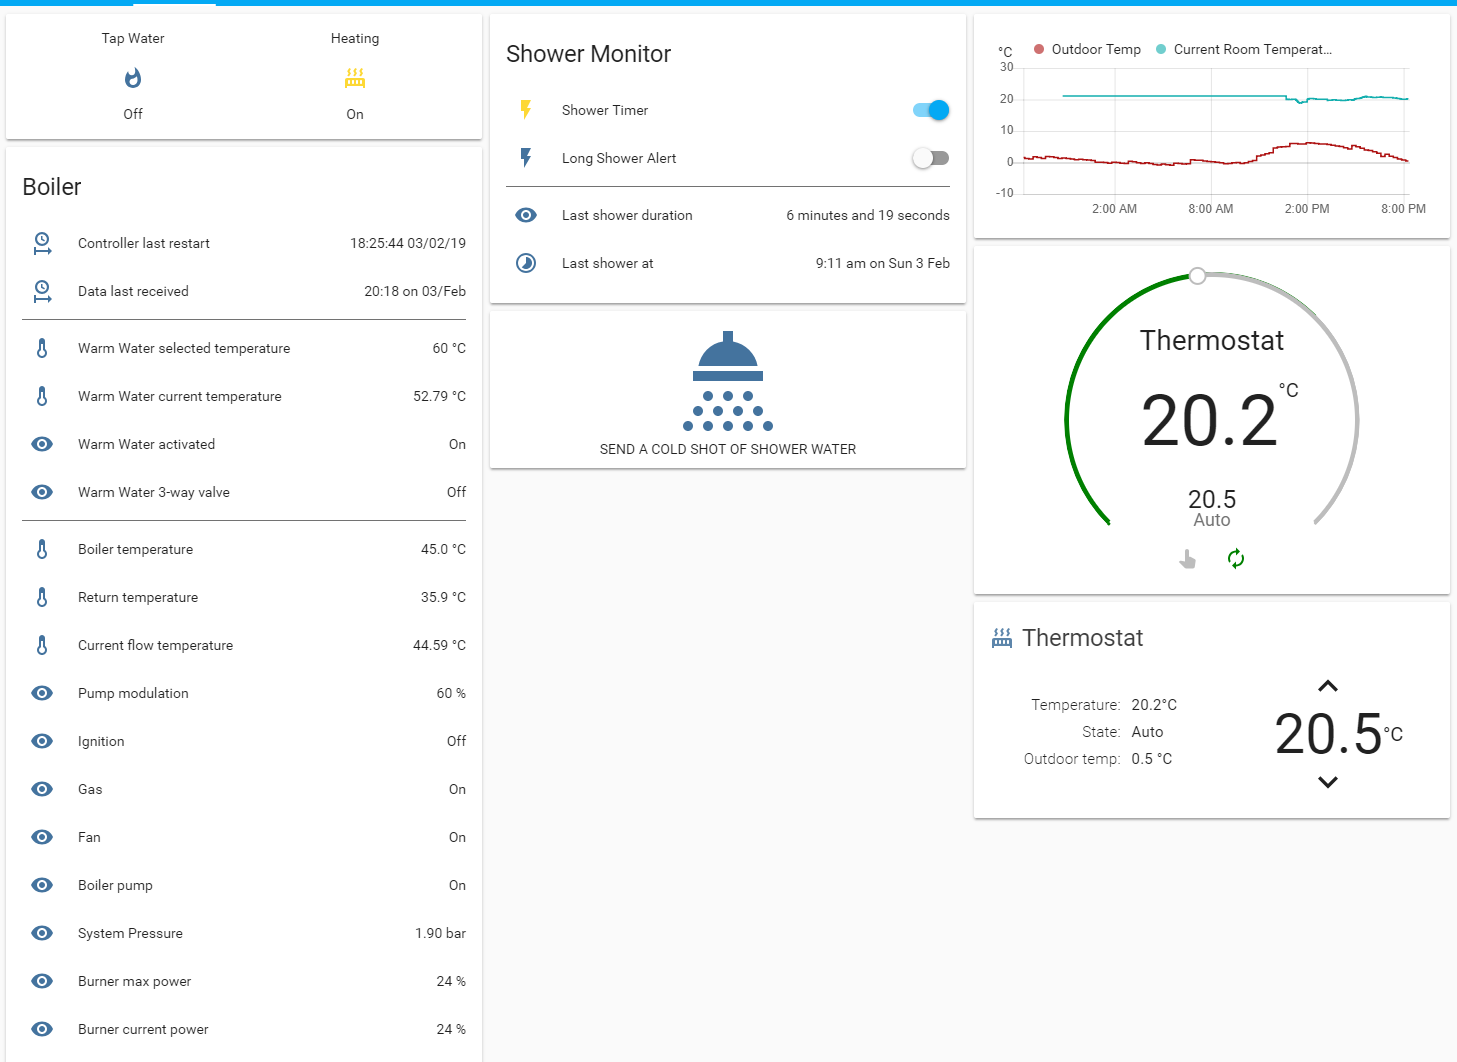 Tap Water Heating
Off On
Boiler
Controller last restart 18:25:44 03/02/19
Data last received 20:18 on 03/Feb
Warm Water selected temperature 60 °C
Warm Water current temperature 52.79 °C
Warm Water activated On
Warm Water 3-way valve Off
Boiler temperature 45.0 °C
Return temperature 35.9 °C
Current flow temperature 44.59 °C
Pump modulation 60 %
Ignition Off
Gas On
Fan On
Boiler pump On
System Pressure 1.90 bar
Burner max power 24 %
Burner current power 24 %
Shower Monitor
Shower Timer
Long Shower Alert
Last shower duration 6 minutes and 19 seconds
Last shower at 9:11 am on Sun 3 Feb
SEND A COLD SHOT OF SHOWER WATER
°C Outdoor Temp Current Room Temperat...
30
20
10
0
-10
2:00 AM 8:00 AM 2:00 PM 8:00 PM
Thermostat
20.2 °C
20.5
Auto
Thermostat
Temperature: 20.2°C
State: Auto
Outdoor temp: 0.5 °C
20.5 °C